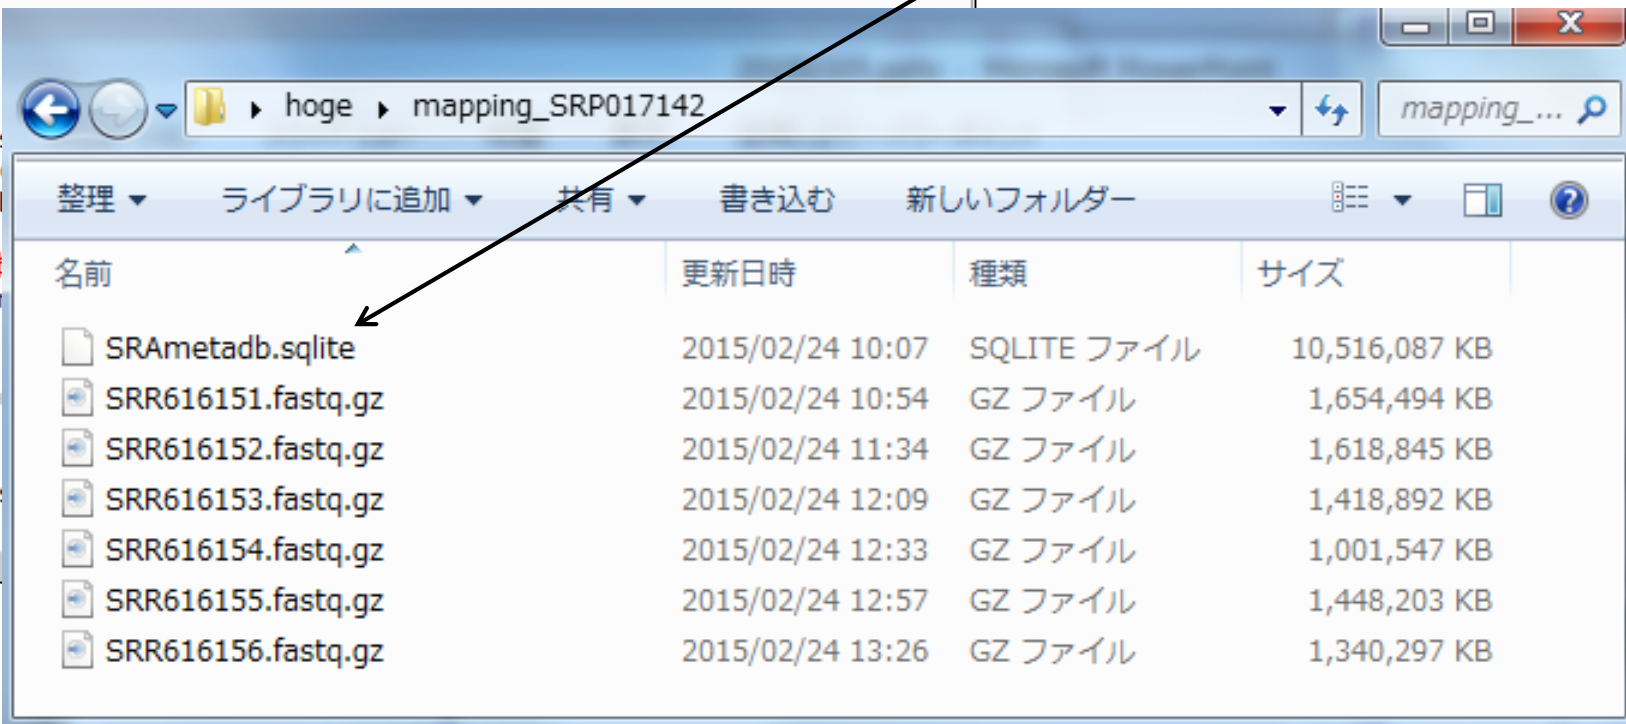 hoge mapping_SRP017142 mapping_...
整理 ライブラリに追加 共有 書き込む 新しいフォルダー
名前 更新日時 種類 サイズ
SRAmetadb.sqlite 2015/02/24 10:07 SQLITE ファイル 10,516,087 KB
SRR616151.fastq.gz 2015/02/24 10:54 GZ ファイル 1,654,494 KB
SRR616152.fastq.gz 2015/02/24 11:34 GZ ファイル 1,618,845 KB
SRR616153.fastq.gz 2015/02/24 12:09 GZ ファイル 1,418,892 KB
SRR616154.fastq.gz 2015/02/24 12:33 GZ ファイル 1,001,547 KB
SRR616155.fastq.gz 2015/02/24 12:57 GZ ファイル 1,448,203 KB
SRR616156.fastq.gz 2015/02/24 13:26 GZ ファイル 1,340,297 KB